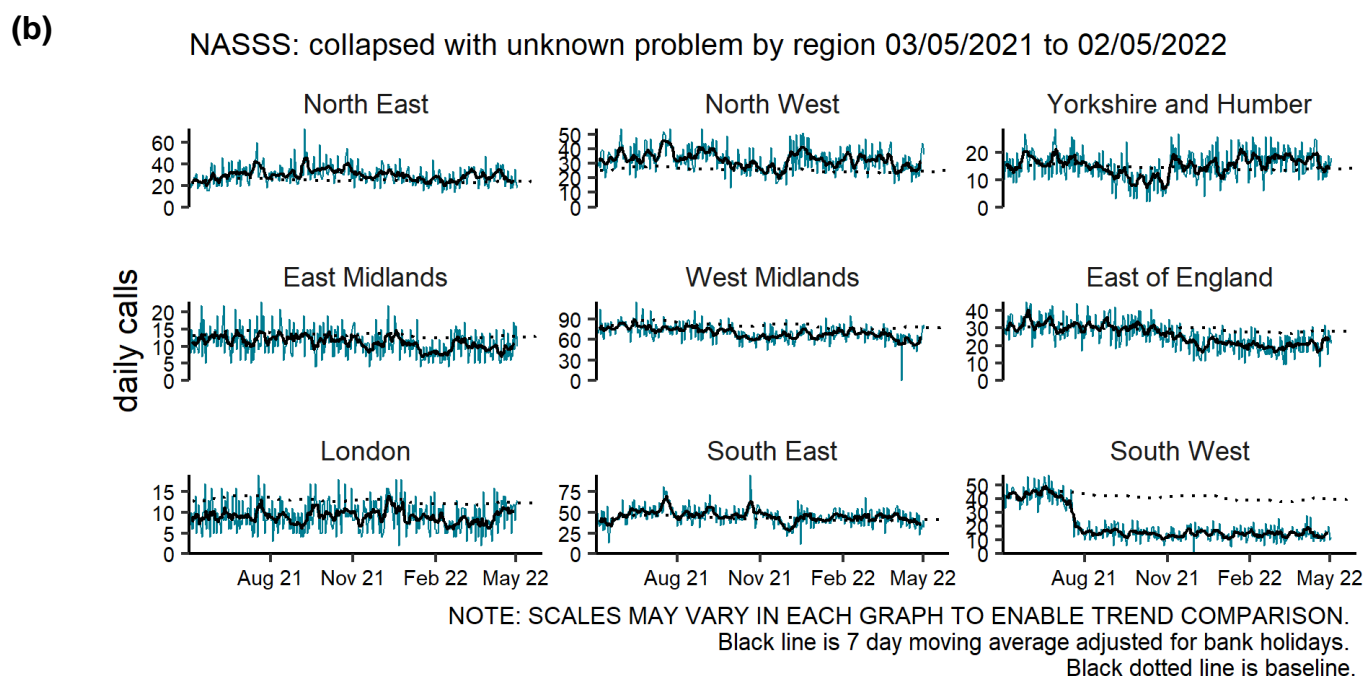 (b)
NASSS: collapsed with unknown problem by region 03/05/2021 to 02/05/2022
North East
North West
Yorkshire and Humber
60
40
20
0
50
40
30
20
10
0
20
10
0
daily calls
East Midlands
West Midlands
East of England
20
15
10
5
0
90
60
30
0
40
30
20
10
0
London
South East
South West
15
10
5
0
75
50
25
0
50
40
30
20
10
0
Aug 21 Nov 21 Feb 22 May 22
Aug 21 Nov 21 Feb 22 May 22
Aug 21 Nov 21 Feb 22 May 22
NOTE: SCALES MAY VARY IN EACH GRAPH TO ENABLE TREND COMPARISON.
Black line is 7 day moving average adjusted for bank holidays.
Black dotted line is baseline.